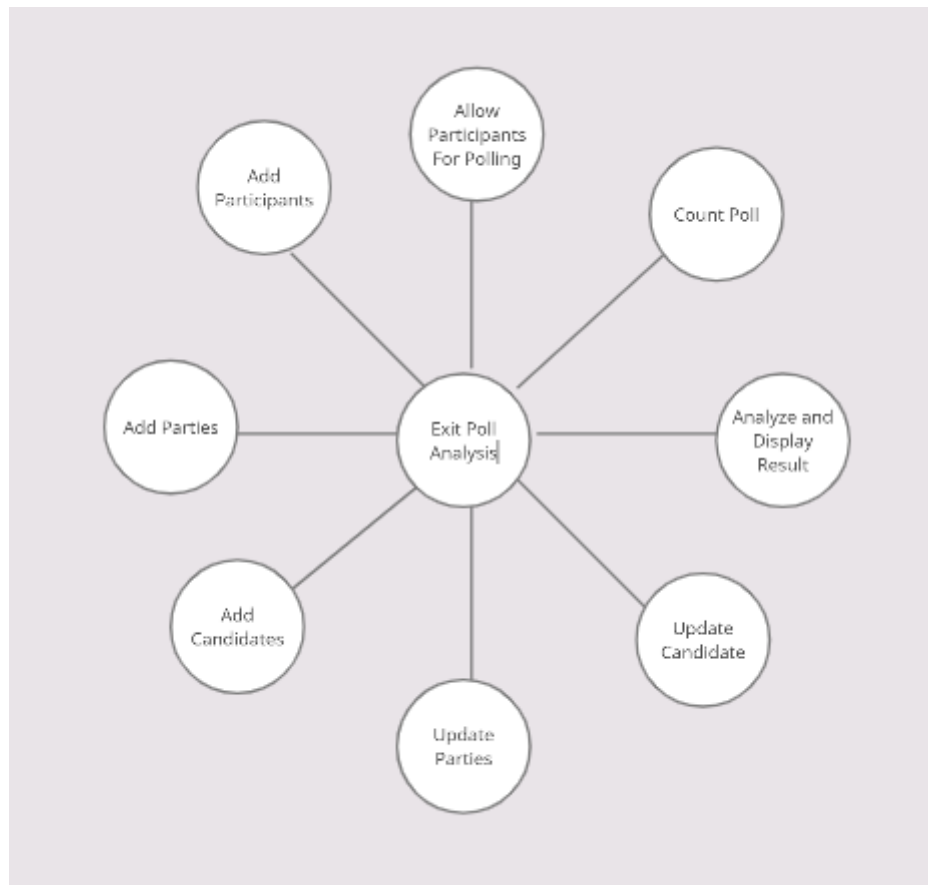 Allow
Participants
For Polling
Add
Participants
Count Poll
Add Parties
Exit Poll
Analysis
Analyze and
Display
Result
Add
Candidates
Update
Candidate
Update
Parties